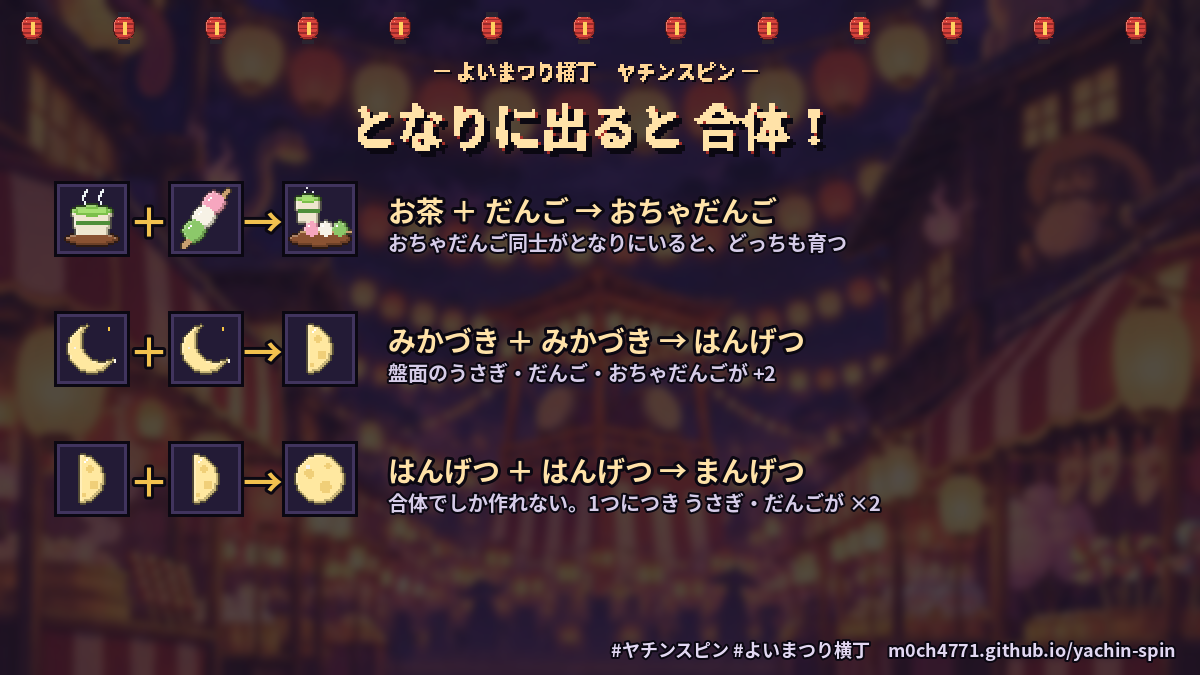 －よいまつり横丁　ヤチンスピン－
となりに出ると 合体！
お茶 ＋ だんご → おちゃだんご
おちゃだんご同士がとなりにいると、どっちも育つ
みかづき ＋ みかづき → はんげつ
盤面のうさぎ・だんご・おちゃだんごが +2
はんげつ ＋ はんげつ → まんげつ
合体でしか作れない。1つにつき うさぎ・だんごが ×2
#ヤチンスピン #よいまつり横丁　m0ch4771.github.io/yachin-spin